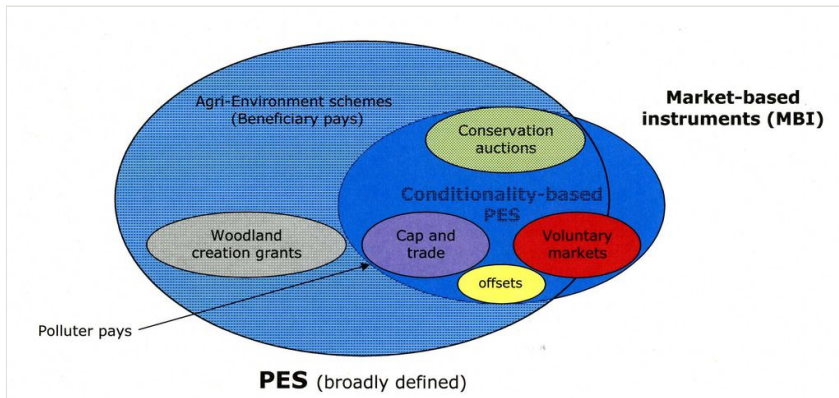 Agri-Environment schemes
(Beneficiary pays)
Market-based
instruments (MBI)
Conservation
auctions
Conditionality-based
PES
Woodland
creation grants
Cap and
trade
Voluntary
markets
offsets
Polluter pays
PES (broadly defined)